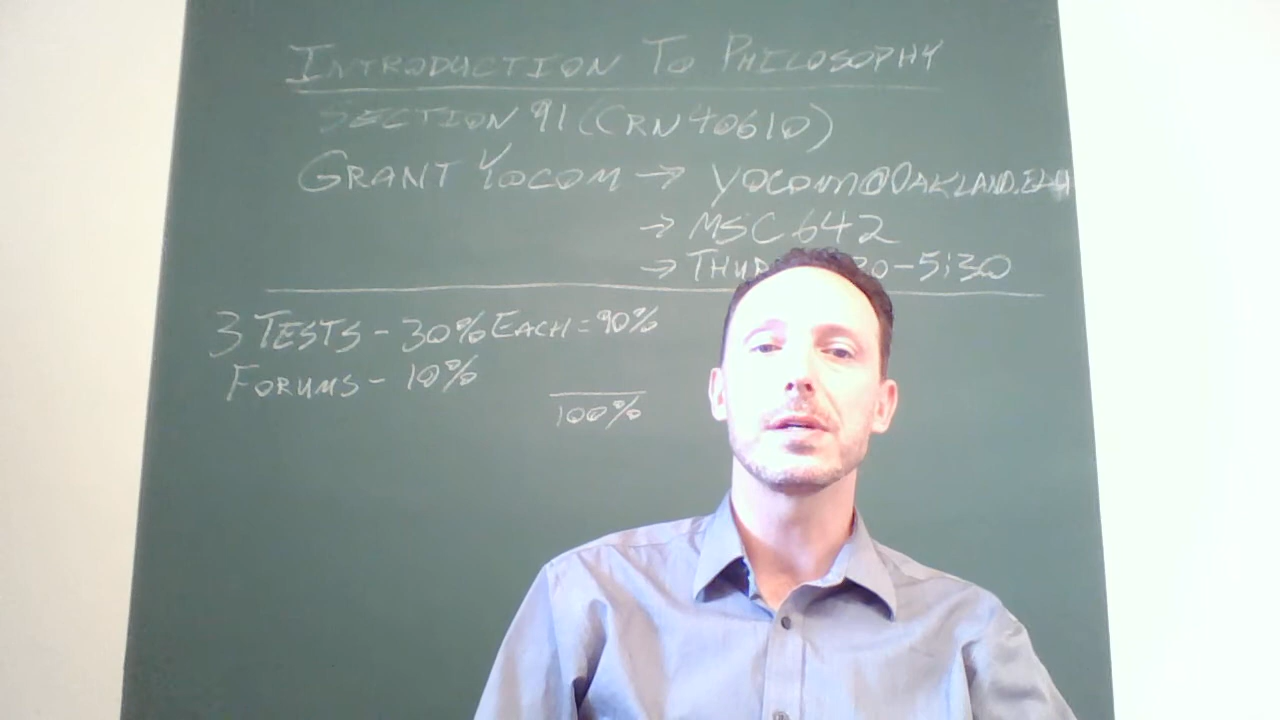 INTRODUCTION TO PHILOSOPHY
SECTION 91 (CRN 40610)
GRANT YOCOM → YOCOM@OAKLAND.EDU
→ MSC 642
→ THUR 30-5:30
3 TESTS - 30% EACH = 90%
FORUMS - 10%
100%